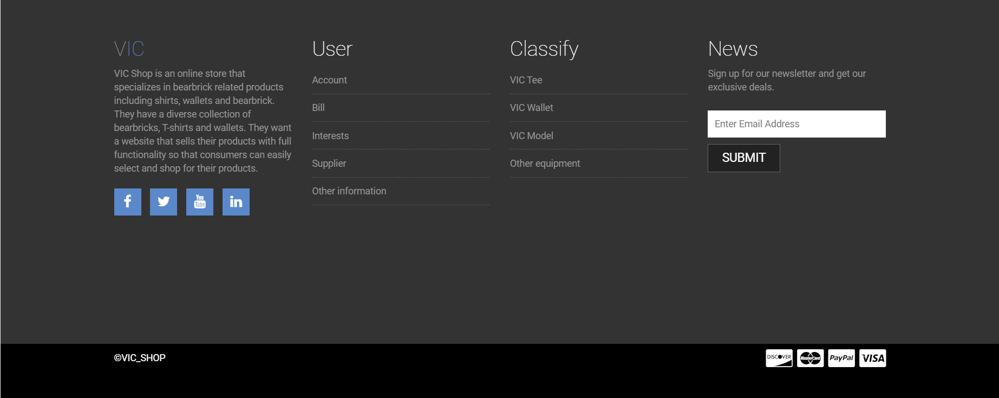 VIC
VIC Shop is an online store that
specializes in bearbrick related products
including shirts, wallets and bearbrick.
They have a diverse collection of
bearbricks, T-shirts and wallets. They want
a website that sells their products with full
functionality so that consumers can easily
select and shop for their products.
You
Tube
in
User
Account
Bill
Interests
Supplier
Other information
Classify
VIC Tee
VIC Wallet
VIC Model
Other equipment
News
Sign up for our newsletter and get our
exclusive deals.
Enter Email Address
SUBMIT
©VIC_SHOP
DISCOVER
MasterCard
PayPal
VISA